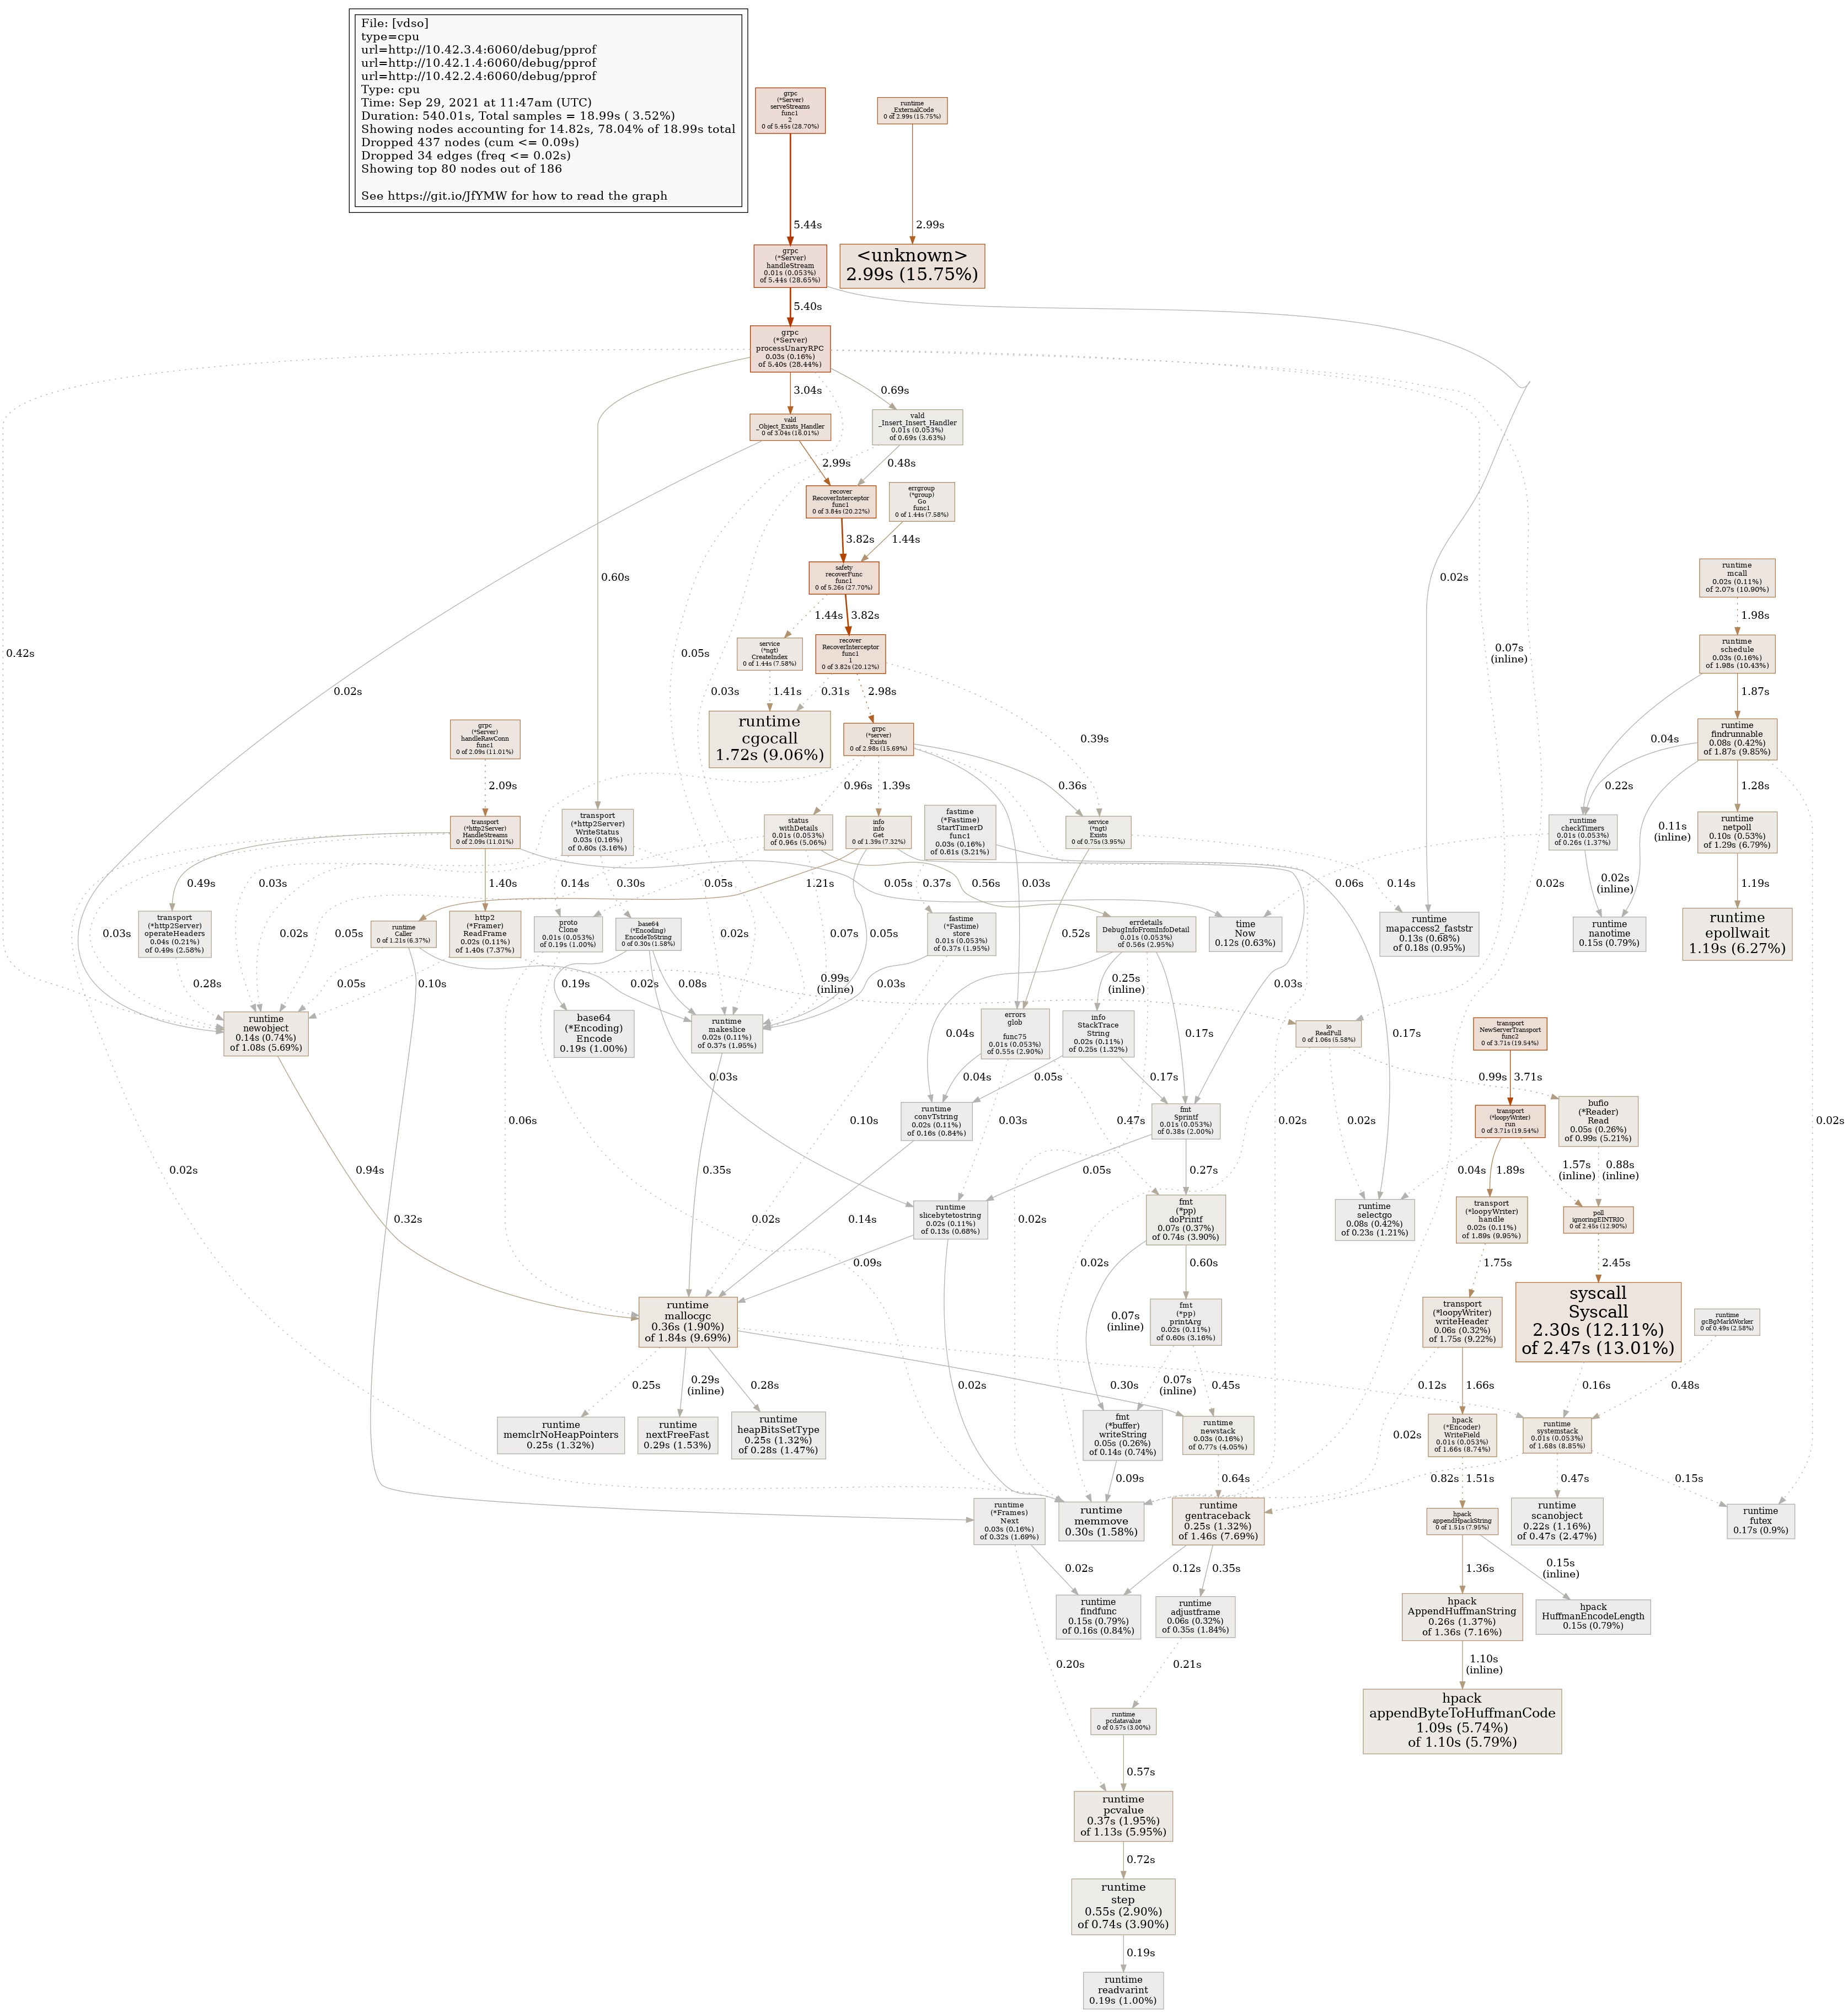 File: [vdso]
type=cpu
url=http://10.42.3.4:6060/debug/pprof
url=http://10.42.1.4:6060/debug/pprof
url=http://10.42.2.4:6060/debug/pprof
Type: cpu
Time: Sep 29, 2021 at 11:47am (UTC)
Duration: 540.01s, Total samples = 18.99s ( 3.52%)
Showing nodes accounting for 14.82s, 78.04% of 18.99s total
Dropped 437 nodes (cum <= 0.09s)
Dropped 34 edges (freq <= 0.02s)
Showing top 80 nodes out of 186
See https://git.io/JfYMW for how to read the graph
grpc
(*Server)
serveStreams
func1
2
0 of 5.45s (28.70%)
runtime
_ExternalCode
0 of 2.99s (15.75%)
5.44s
2.99s
grpc
(*Server)
handleStream
0.01s (0.053%)
of 5.44s (28.65%)
<unknown>
2.99s (15.75%)
5.40s
grpc
(*Server)
processUnaryRPC
0.03s (0.16%)
of 5.40s (28.44%)
3.04s
0.69s
vald
_Object_Exists_Handler
0 of 3.04s (16.01%)
vald
_Insert_Insert_Handler
0.01s (0.053%)
of 0.69s (3.63%)
2.99s
0.48s
recover
RecoverInterceptor
func1
0 of 3.84s (20.22%)
errgroup
(*group)
Go
func1
0 of 1.44s (7.58%)
3.82s
1.44s
0.60s
safety
recoverFunc
func1
0 of 5.26s (27.70%)
0.02s
runtime
mcall
0.02s (0.11%)
of 2.07s (10.90%)
1.44s
3.82s
1.98s
0.42s
0.05s
service
(*ngt)
CreateIndex
0 of 1.44s (7.58%)
recover
RecoverInterceptor
func1
1
0 of 3.82s (20.12%)
0.07s
(inline)
runtime
schedule
0.03s (0.16%)
of 1.98s (10.43%)
0.02s
0.03s
1.41s
0.31s
2.98s
1.87s
runtime
cgocall
1.72s (9.06%)
grpc
(*server)
Exists
0 of 2.98s (15.69%)
0.39s
grpc
(*Server)
handleRawConn
func1
0 of 2.09s (11.01%)
0.04s
runtime
findrunnable
0.08s (0.42%)
of 1.87s (9.85%)
2.09s
0.96s
1.39s
0.36s
0.22s
1.28s
transport
(*http2Server)
HandleStreams
0 of 2.09s (11.01%)
transport
(*http2Server)
WriteStatus
0.03s (0.16%)
of 0.60s (3.16%)
status
withDetails
0.01s (0.053%)
of 0.96s (5.06%)
info
info
Get
0 of 1.39s (7.32%)
fastime
(*Fastime)
StartTimerD
func1
0.03s (0.16%)
of 0.61s (3.21%)
service
(*ngt)
Exists
0 of 0.75s (3.95%)
0.02s
runtime
checkTimers
0.01s (0.053%)
of 0.26s (1.37%)
0.11s
(inline)
runtime
netpoll
0.10s (0.53%)
of 1.29s (6.79%)
0.49s
0.03s
1.40s
0.14s
0.30s
0.05s
1.21s
0.05s
0.37s
0.56s
0.03s
0.06s
0.14s
0.02s
(inline)
1.19s
transport
(*http2Server)
operateHeaders
0.04s (0.21%)
of 0.49s (2.58%)
runtime
Caller
0 of 1.21s (6.37%)
http2
(*Framer)
ReadFrame
0.02s (0.11%)
of 1.40s (7.37%)
proto
Clone
0.01s (0.053%)
of 0.19s (1.00%)
base64
(*Encoding)
EncodeToString
0 of 0.30s (1.58%)
fastime
(*Fastime)
store
0.01s (0.053%)
of 0.37s (1.95%)
errdetails
DebugInfoFromInfoDetail
0.01s (0.053%)
of 0.56s (2.95%)
time
Now
0.12s (0.63%)
runtime
mapaccess2_faststr
0.13s (0.68%)
of 0.18s (0.95%)
runtime
nanotime
0.15s (0.79%)
runtime
epollwait
1.19s (6.27%)
0.03s
0.02s
0.05s
0.02s
0.07s
0.05s
0.52s
0.28s
0.05s
0.10s
0.02s
0.19s
0.08s
0.99s
(inline)
0.03s
0.25s
(inline)
0.03s
runtime
newobject
0.14s (0.74%)
of 1.08s (5.69%)
base64
(*Encoding)
Encode
0.19s (1.00%)
runtime
makeslice
0.02s (0.11%)
of 0.37s (1.95%)
0.04s
errors
glob
func75
0.01s (0.053%)
of 0.55s (2.90%)
info
StackTrace
String
0.02s (0.11%)
of 0.25s (1.32%)
0.17s
io
ReadFull
0 of 1.06s (5.58%)
0.17s
transport
NewServerTransport
func2
0 of 3.71s (19.54%)
0.03s
0.04s
0.05s
0.17s
0.99s
3.71s
0.06s
0.10s
runtime
convTstring
0.02s (0.11%)
of 0.16s (0.84%)
0.03s
0.47s
fmt
Sprintf
0.01s (0.053%)
of 0.38s (2.00%)
0.02s
0.02s
transport
(*loopyWriter)
run
0 of 3.71s (19.54%)
bufio
(*Reader)
Read
0.05s (0.26%)
of 0.99s (5.21%)
0.02s
0.02s
0.94s
0.35s
0.05s
0.27s
0.04s
1.89s
1.57s
(inline)
0.88s
(inline)
0.32s
0.02s
0.14s
runtime
slicebytetostring
0.02s (0.11%)
of 0.13s (0.68%)
0.02s
fmt
(*pp)
doPrintf
0.07s (0.37%)
of 0.74s (3.90%)
runtime
selectgo
0.08s (0.42%)
of 0.23s (1.21%)
transport
(*loopyWriter)
handle
0.02s (0.11%)
of 1.89s (9.95%)
poll
ignoringEINTRIO
0 of 2.45s (12.90%)
0.09s
0.02s
0.60s
1.75s
2.45s
runtime
mallocgc
0.36s (1.90%)
of 1.84s (9.69%)
0.07s
(inline)
fmt
(*pp)
printArg
0.02s (0.11%)
of 0.60s (3.16%)
transport
(*loopyWriter)
writeHeader
0.06s (0.32%)
of 1.75s (9.22%)
syscall
Syscall
2.30s (12.11%)
of 2.47s (13.01%)
runtime
gcBgMarkWorker
0 of 0.49s (2.58%)
0.25s
0.29s
(inline)
0.28s
0.02s
0.30s
0.07s
(inline)
0.45s
0.12s
1.66s
0.16s
0.48s
runtime
memclrNoHeapPointers
0.25s (1.32%)
runtime
nextFreeFast
0.29s (1.53%)
runtime
heapBitsSetType
0.25s (1.32%)
of 0.28s (1.47%)
fmt
(*buffer)
writeString
0.05s (0.26%)
of 0.14s (0.74%)
runtime
newstack
0.03s (0.16%)
of 0.77s (4.05%)
0.02s
hpack
(*Encoder)
WriteField
0.01s (0.053%)
of 1.66s (8.74%)
runtime
systemstack
0.01s (0.053%)
of 1.68s (8.85%)
0.09s
0.64s
0.82s
1.51s
0.47s
0.15s
runtime
(*Frames)
Next
0.03s (0.16%)
of 0.32s (1.69%)
runtime
memmove
0.30s (1.58%)
runtime
gentraceback
0.25s (1.32%)
of 1.46s (7.69%)
hpack
appendHpackString
0 of 1.51s (7.95%)
runtime
scanobject
0.22s (1.16%)
of 0.47s (2.47%)
runtime
futex
0.17s (0.9%)
0.02s
0.12s
0.35s
1.36s
0.15s
(inline)
runtime
findfunc
0.15s (0.79%)
of 0.16s (0.84%)
runtime
adjustframe
0.06s (0.32%)
of 0.35s (1.84%)
hpack
AppendHuffmanString
0.26s (1.37%)
of 1.36s (7.16%)
hpack
HuffmanEncodeLength
0.15s (0.79%)
0.20s
0.21s
1.10s
(inline)
runtime
pcdatavalue
0 of 0.57s (3.00%)
hpack
appendByteToHuffmanCode
1.09s (5.74%)
of 1.10s (5.79%)
0.57s
runtime
pcvalue
0.37s (1.95%)
of 1.13s (5.95%)
0.72s
runtime
step
0.55s (2.90%)
of 0.74s (3.90%)
0.19s
runtime
readvarint
0.19s (1.00%)